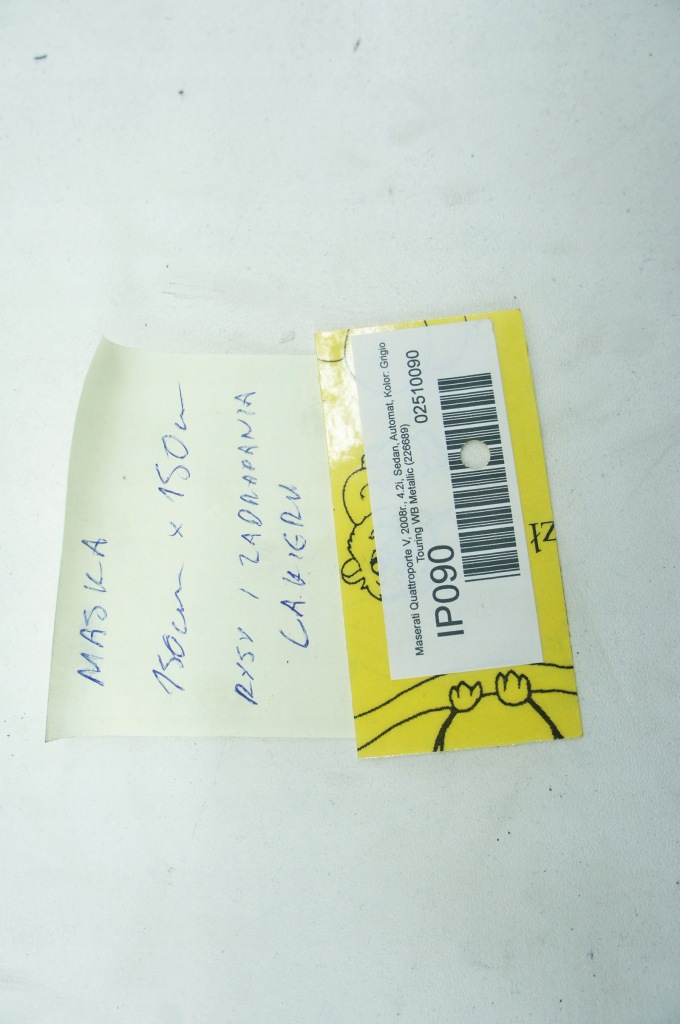 MASKA
150cm x 150cm
RYSY I ZADRAPANIA
LAKIERU
Maserati Quattroporte V, 2008r., 4.2i, Sedan, Automat, Kolor: Grigio
Touring WB Metallic (226689)
IP090
02510090